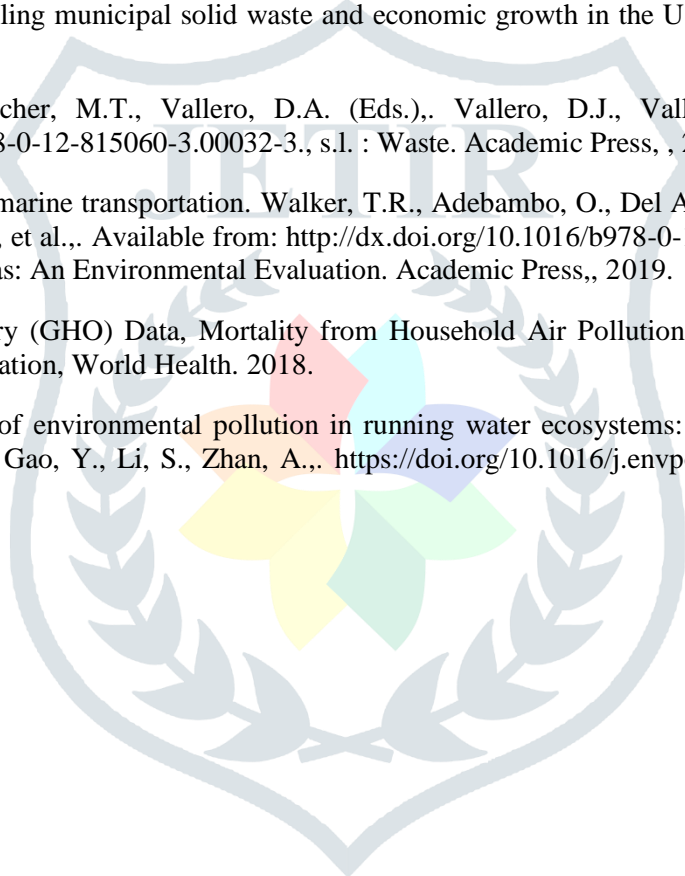 ling municipal solid waste and economic growth in the U
cher, M.T., Vallero, D.A. (Eds.),. Vallero, D.J., Vall
8-0-12-815060-3.00032-3., s.l. : Waste. Academic Press, ,
marine transportation. Walker, T.R., Adebambo, O., Del A
, et al.,. Available from: http://dx.doi.org/10.1016/b978-0-
as: An Environmental Evaluation. Academic Press,, 2019.
ry (GHO) Data, Mortality from Household Air Pollution
ation, World Health. 2018.
of environmental pollution in running water ecosystems:
Gao, Y., Li, S., Zhan, A.,. https://doi.org/10.1016/j.envp
JETIR